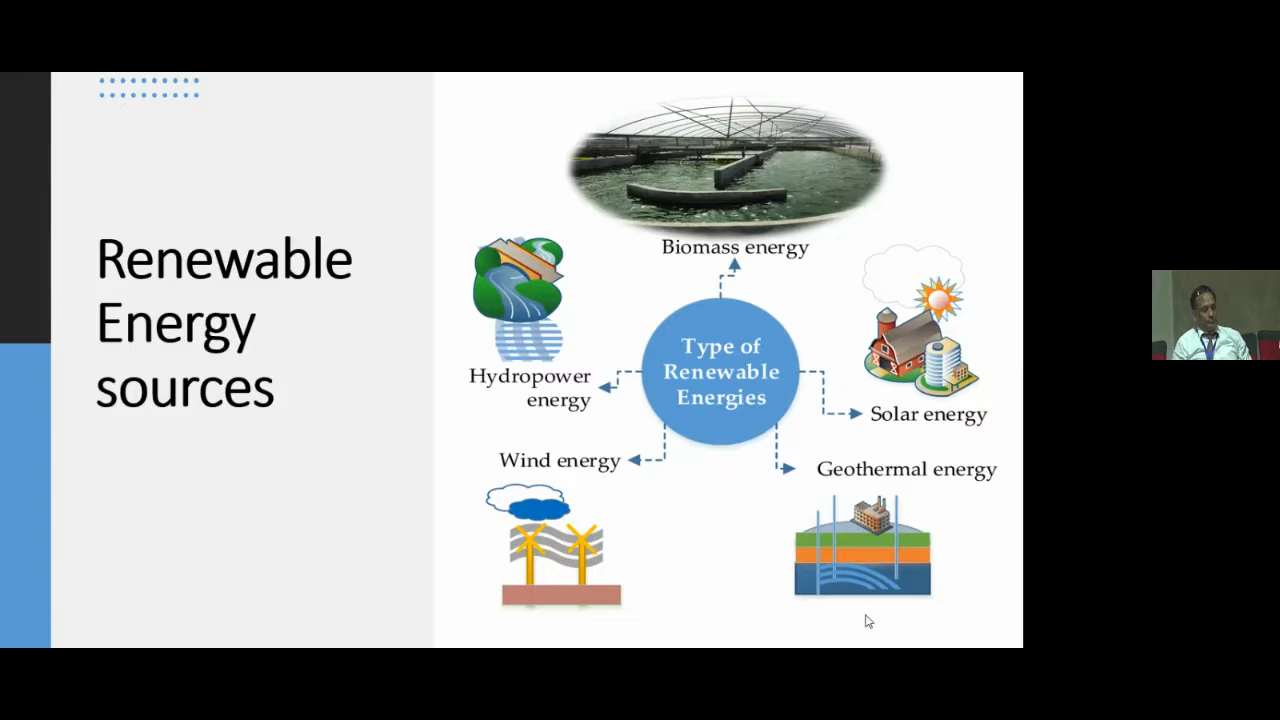 Renewable
Energy
sources
Biomass energy
Type of
Renewable
Energies
Hydropower
energy
Solar energy
Wind energy
Geothermal energy